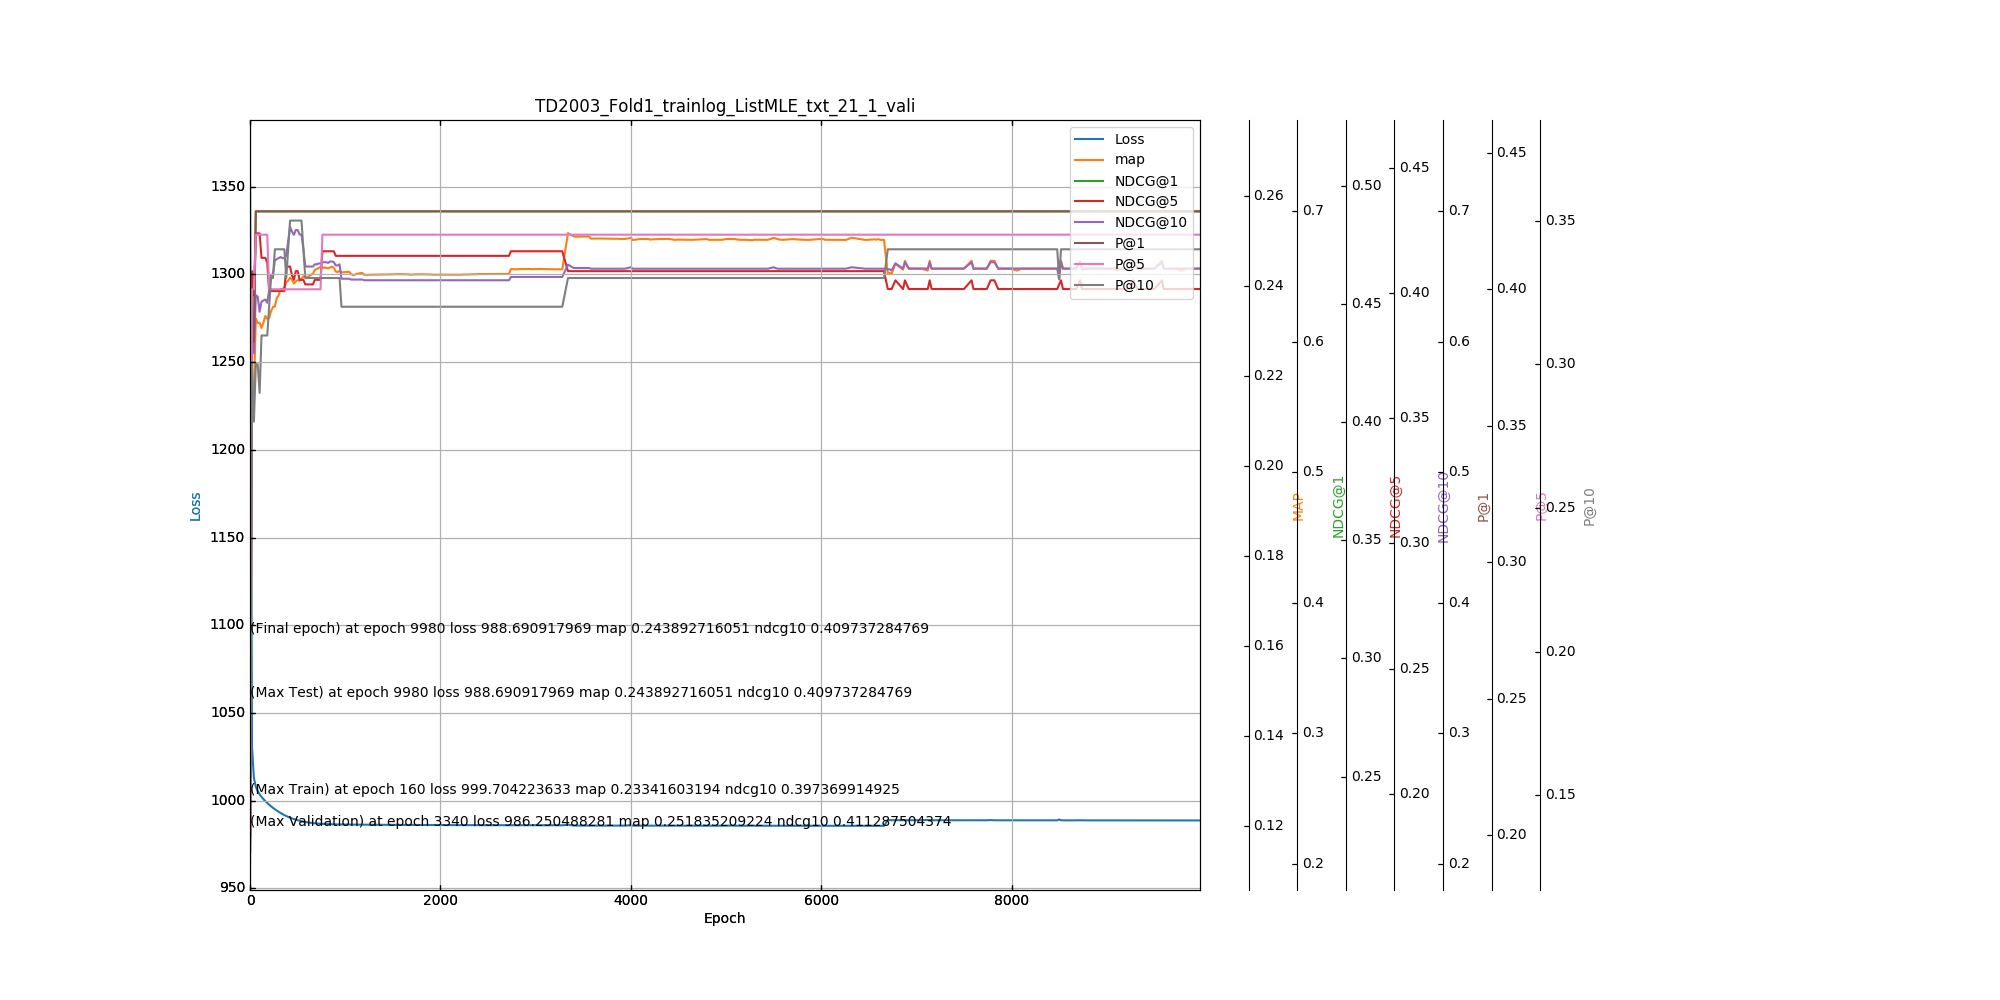 TD2003_Fold1_trainlog_ListMLE_txt_21_1_vali
Loss
map
NDCG@1
NDCG@5
NDCG@10
P@1
P@5
P@10
1350
1300
1250
1200
1150
1100
1050
1000
950
Loss
(Final epoch) at epoch 9980 loss 988.690917969 map 0.243892716051 ndcg10 0.409737284769
(Max Test) at epoch 9980 loss 988.690917969 map 0.243892716051 ndcg10 0.409737284769
(Max Train) at epoch 160 loss 999.704223633 map 0.23341603194 ndcg10 0.397369914925
(Max Validation) at epoch 3340 loss 986.250488281 map 0.251835209224 ndcg10 0.411287504374
0 2000 4000 6000 8000
Epoch
0.26
0.24
0.22
0.20
0.18
0.16
0.14
0.12
MAP
0.7
0.6
0.5
0.4
0.3
0.2
NDCG@1
0.50
0.45
0.40
0.35
0.30
0.25
NDCG@5
0.45
0.40
0.35
0.30
0.25
0.20
NDCG@10
0.7
0.6
0.5
0.4
0.3
0.2
P@1
0.45
0.40
0.35
0.30
0.25
0.20
P@5
0.35
0.30
0.25
0.20
0.15
P@10